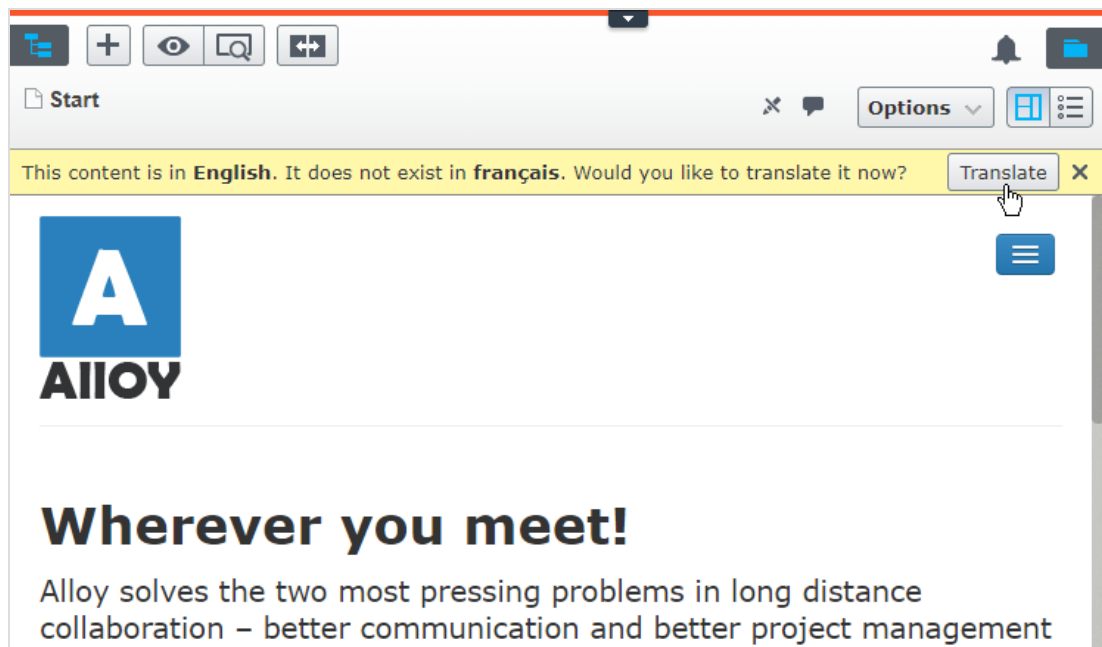 Start
Options
This content is in English. It does not exist in français. Would you like to translate it now?
Translate
A
AllOY
Wherever you meet!
Alloy solves the two most pressing problems in long distance
collaboration – better communication and better project management